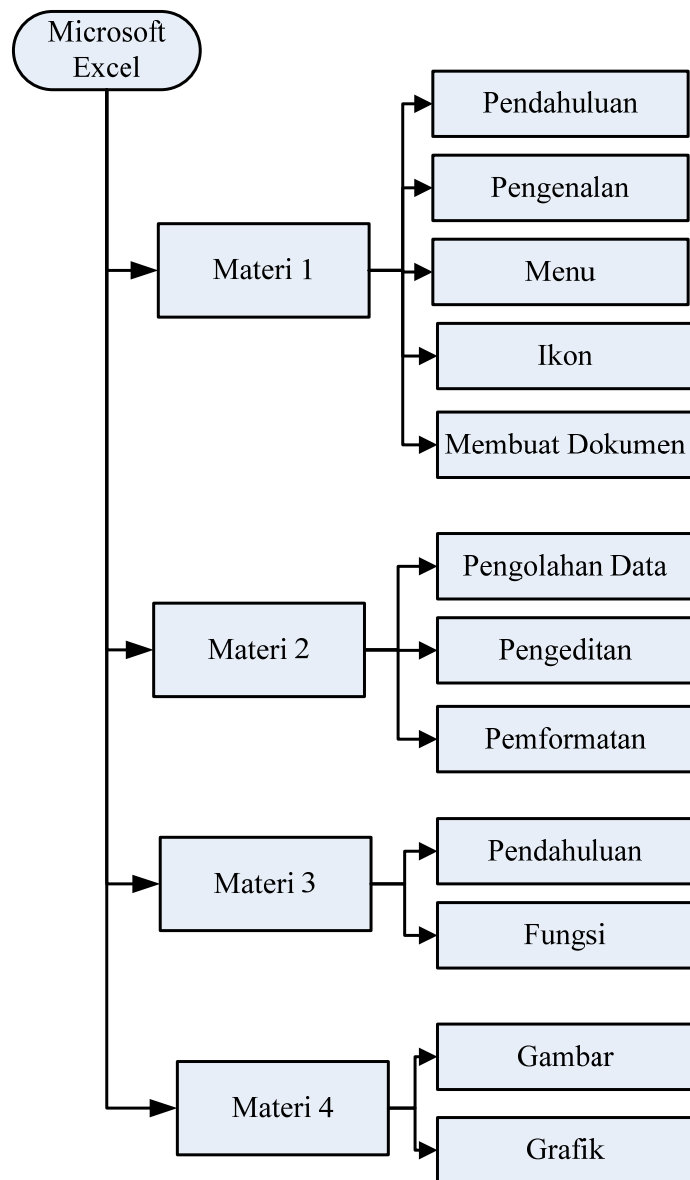 Microsoft
Excel
Materi 1
Pendahuluan
Pengenalan
Menu
Ikon
Membuat Dokumen
Materi 2
Pengolahan Data
Pengeditan
Pemformatan
Materi 3
Pendahuluan
Fungsi
Materi 4
Gambar
Grafik